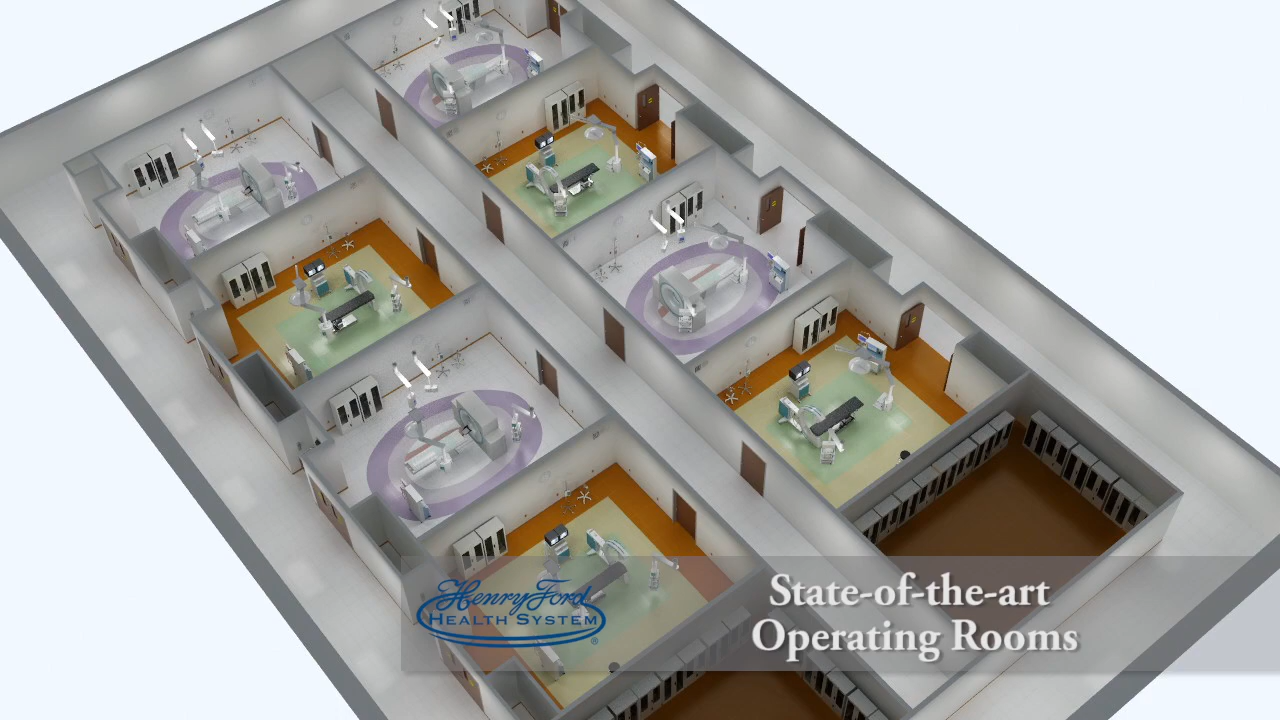 Henry Ford
HEALTH SYSTEM®
State-of-the-art
Operating Rooms